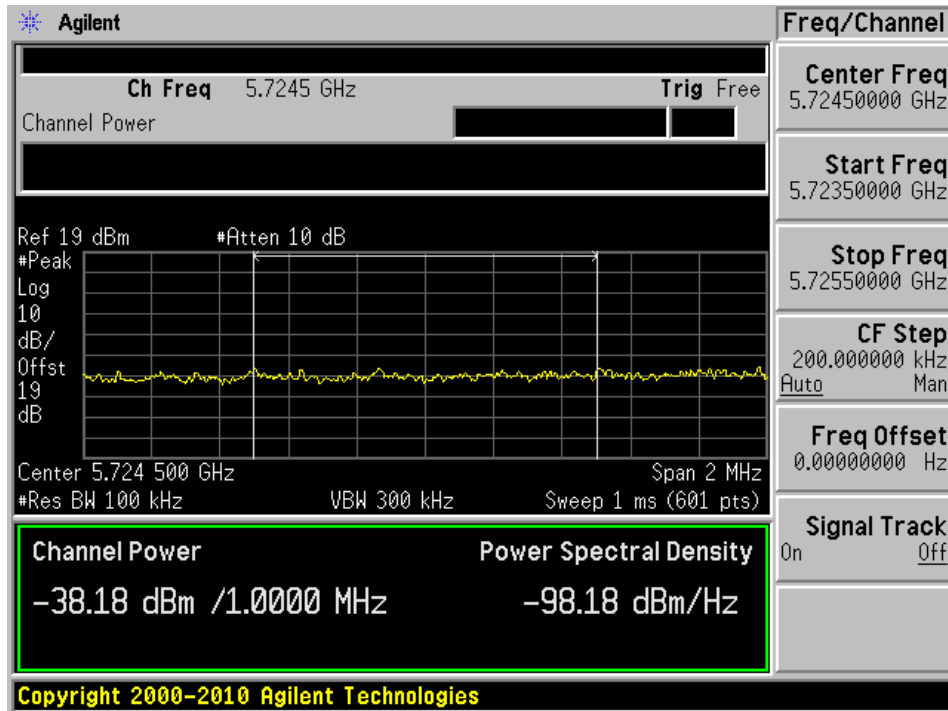 Agilent
Freq/Channel
Ch Freq 5.7245 GHz Trig Free
Channel Power
Center Freq
5.72450000 GHz
Start Freq
5.72350000 GHz
Stop Freq
5.72550000 GHz
CF Step
200.000000 kHz
Auto Man
Freq Offset
0.00000000 Hz
Signal Track
On Off
Ref 19 dBm #Atten 10 dB
#Peak
Log
10
dB/
Offst
19
dB
Center 5.724 500 GHz Span 2 MHz
#Res BW 100 kHz VBW 300 kHz Sweep 1 ms (601 pts)
Channel Power Power Spectral Density
-38.18 dBm /1.0000 MHz -98.18 dBm/Hz
Copyright 2000-2010 Agilent Technologies